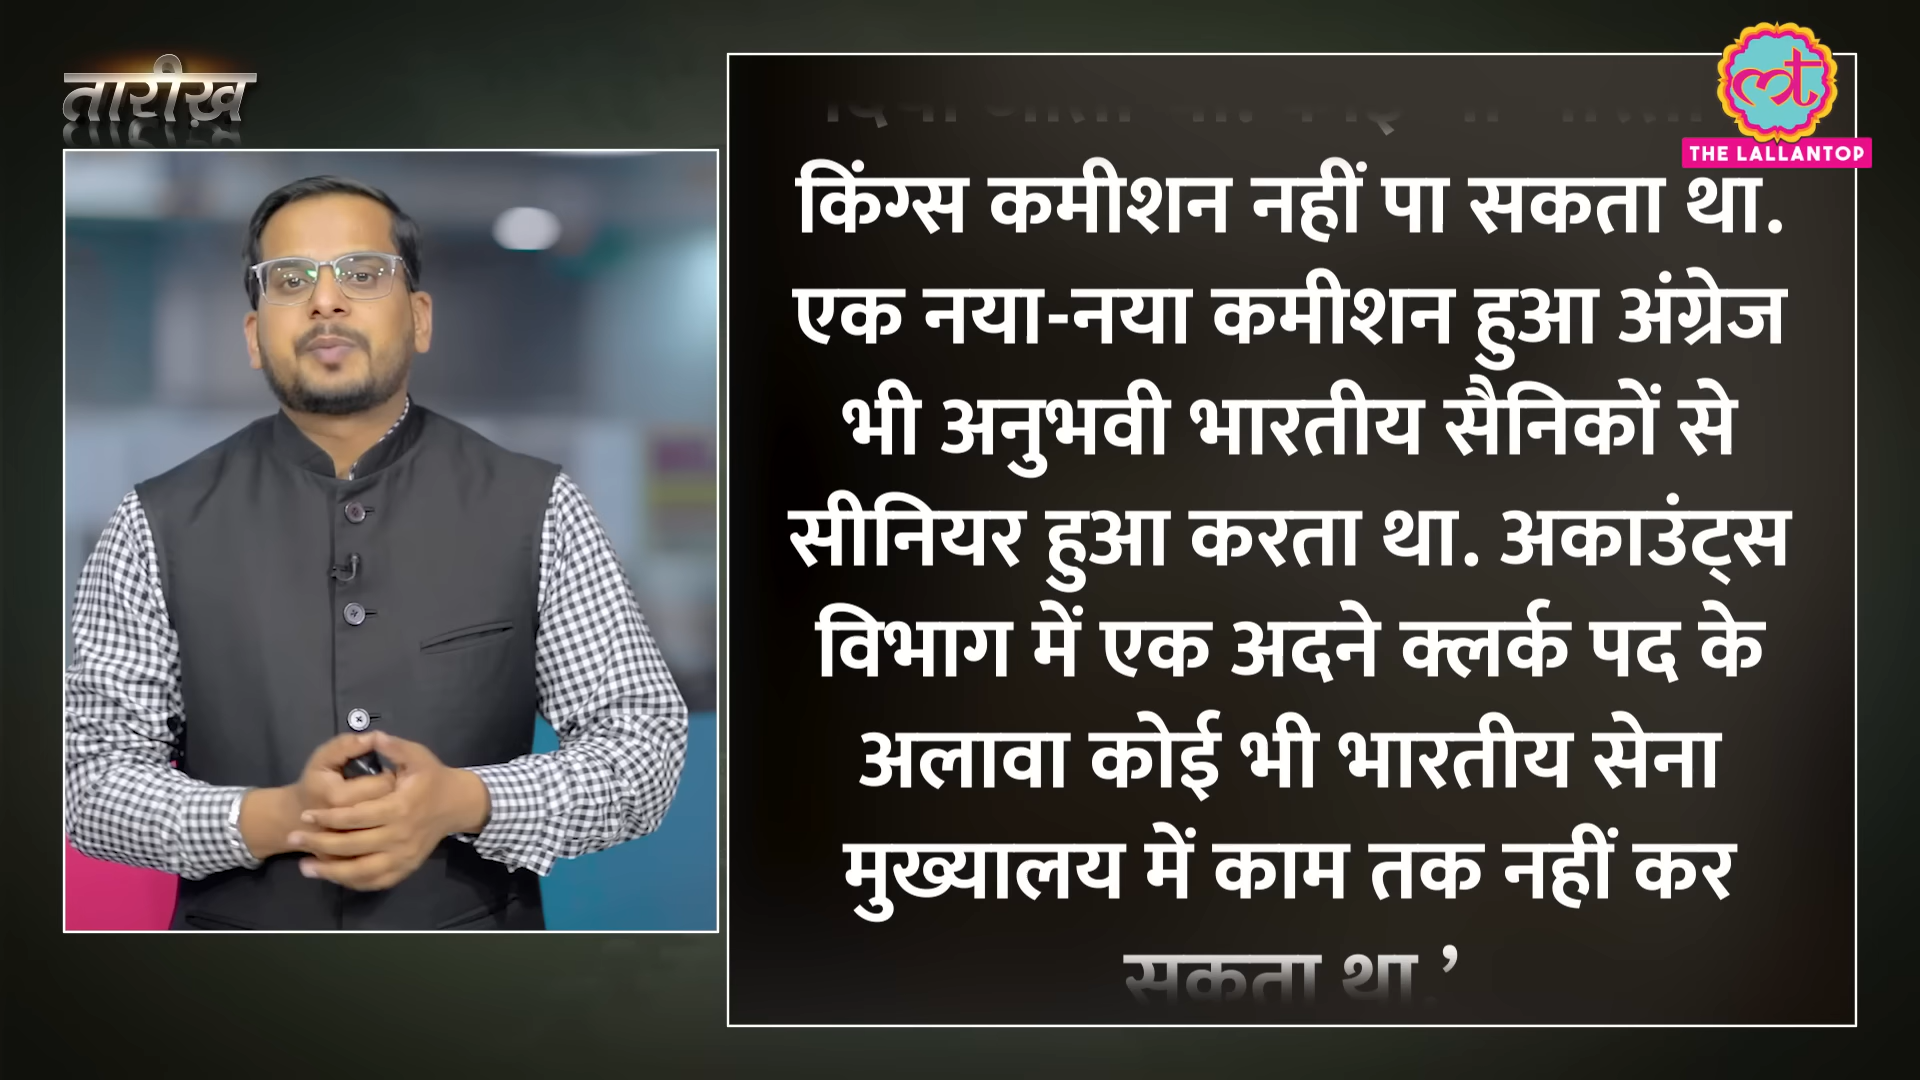 तारीख़
THE LALLANTOP
किंग्स कमीशन नहीं पा सकता था.
एक नया-नया कमीशन हुआ अंग्रेज
भी अनुभवी भारतीय सैनिकों से
सीनियर हुआ करता था. अकाउंट्स
विभाग में एक अदने क्लर्क पद के
अलावा कोई भी भारतीय सेना
मुख्यालय में काम तक नहीं कर
सकता था.’